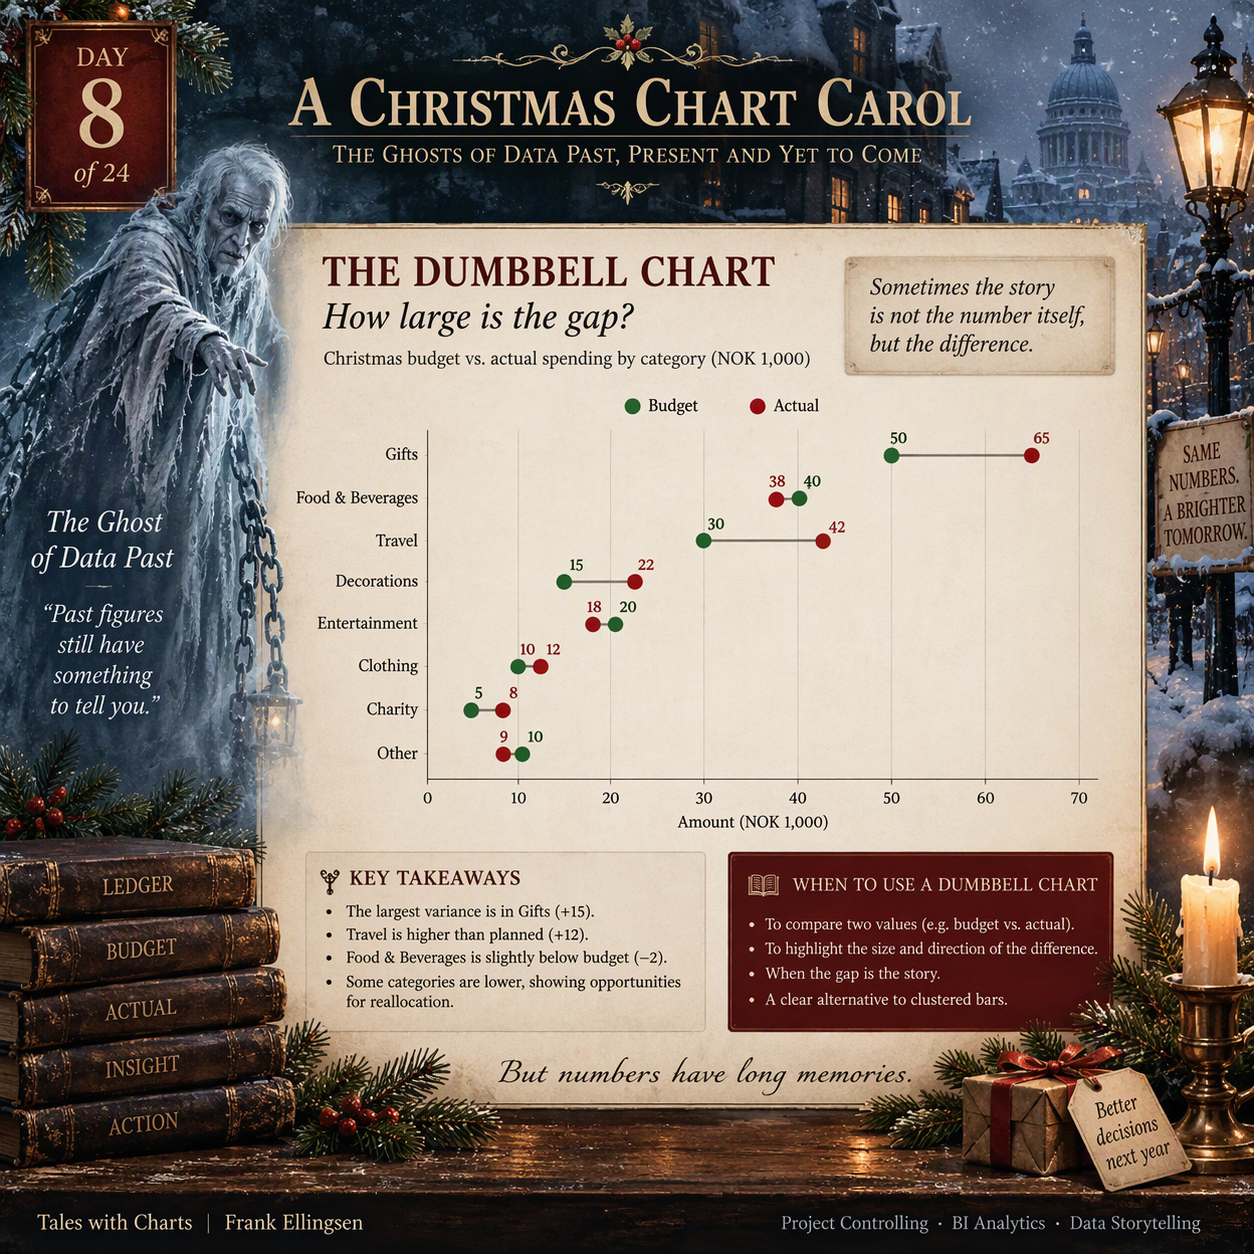 DAY
8
of 24
A CHRISTMAS CHART CAROL
THE GHOSTS OF DATA PAST, PRESENT AND YET TO COME
THE DUMBBELL CHART
How large is the gap?
Christmas budget vs. actual spending by category (NOK 1,000)
Sometimes the story
is not the number itself,
but the difference.
Budget
Actual
Gifts
50
65
Food & Beverages
38
40
Travel
30
42
Decorations
15
22
Entertainment
18
20
Clothing
10
12
Charity
5
8
Other
9
10
0 10 20 30 40 50 60 70
Amount (NOK 1,000)
The Ghost
of Data Past
“Past figures
still have
something
to tell you.”
SAME
NUMBERS.
A BRIGHTER
TOMORROW.
KEY TAKEAWAYS
• The largest variance is in Gifts (+15).
• Travel is higher than planned (+12).
• Food & Beverages is slightly below budget (−2).
• Some categories are lower, showing opportunities
for reallocation.
WHEN TO USE A DUMBBELL CHART
• To compare two values (e.g. budget vs. actual).
• To highlight the size and direction of the difference.
• When the gap is the story.
• A clear alternative to clustered bars.
LEDGER
BUDGET
ACTUAL
INSIGHT
ACTION
But numbers have long memories.
Better
decisions
next year
Tales with Charts | Frank Ellingsen
Project Controlling · BI Analytics · Data Storytelling